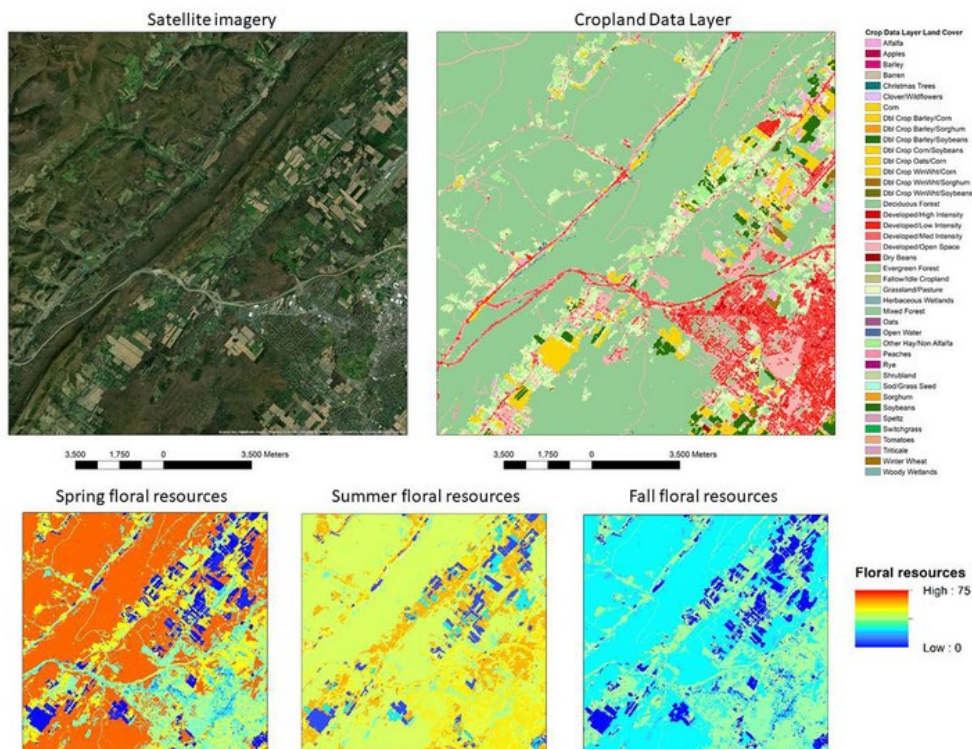 Satellite imagery
Cropland Data Layer
Crop Data Layer Land Cover
Alfalfa
Apples
Barley
Barren
Christmas Trees
Clover/Wildflowers
Corn
Dbl Crop Barley/Corn
Dbl Crop Barley/Sorghum
Dbl Crop Barley/Soybeans
Dbl Crop Corn/Soybeans
Dbl Crop Oats/Corn
Dbl Crop WinWht/Corn
Dbl Crop WinWht/Sorghum
Dbl Crop WinWht/Soybeans
Deciduous Forest
Developed/High Intensity
Developed/Low Intensity
Developed/Med Intensity
Developed/Open Space
Dry Beans
Evergreen Forest
Fallow/Idle Cropland
Grassland/Pasture
Herbaceous Wetlands
Mixed Forest
Oats
Open Water
Other Hay/Non Alfalfa
Peaches
Rye
Shrubland
Sod/Grass Seed
Sorghum
Soybeans
Speltz
Switchgrass
Tomatoes
Triticale
Winter Wheat
Woody Wetlands
3,500 1,750 0 3,500 Meters
3,500 1,750 0 3,500 Meters
Spring floral resources
Summer floral resources
Fall floral resources
Floral resources
High : 75
Low : 0